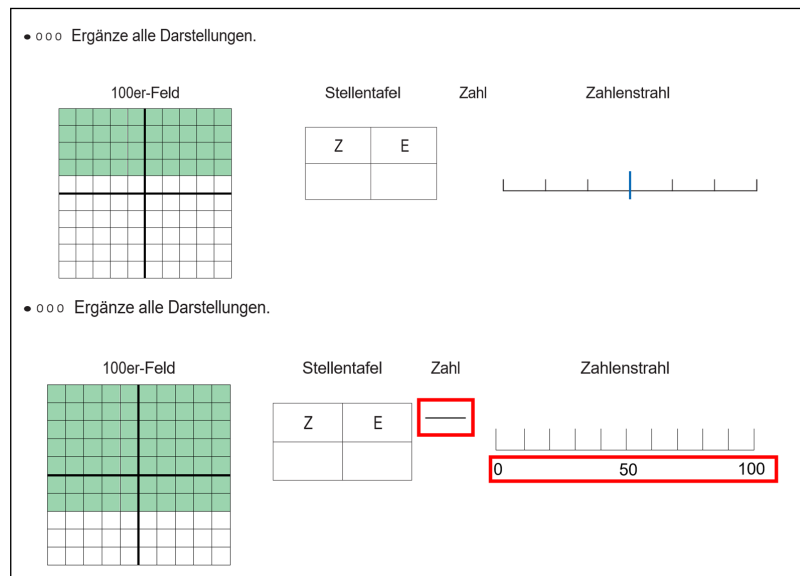 • o o o Ergänze alle Darstellungen.
100er-Feld Stellentafel Zahl Zahlenstrahl
Z E
• o o o Ergänze alle Darstellungen.
100er-Feld Stellentafel Zahl Zahlenstrahl
Z E
0 50 100